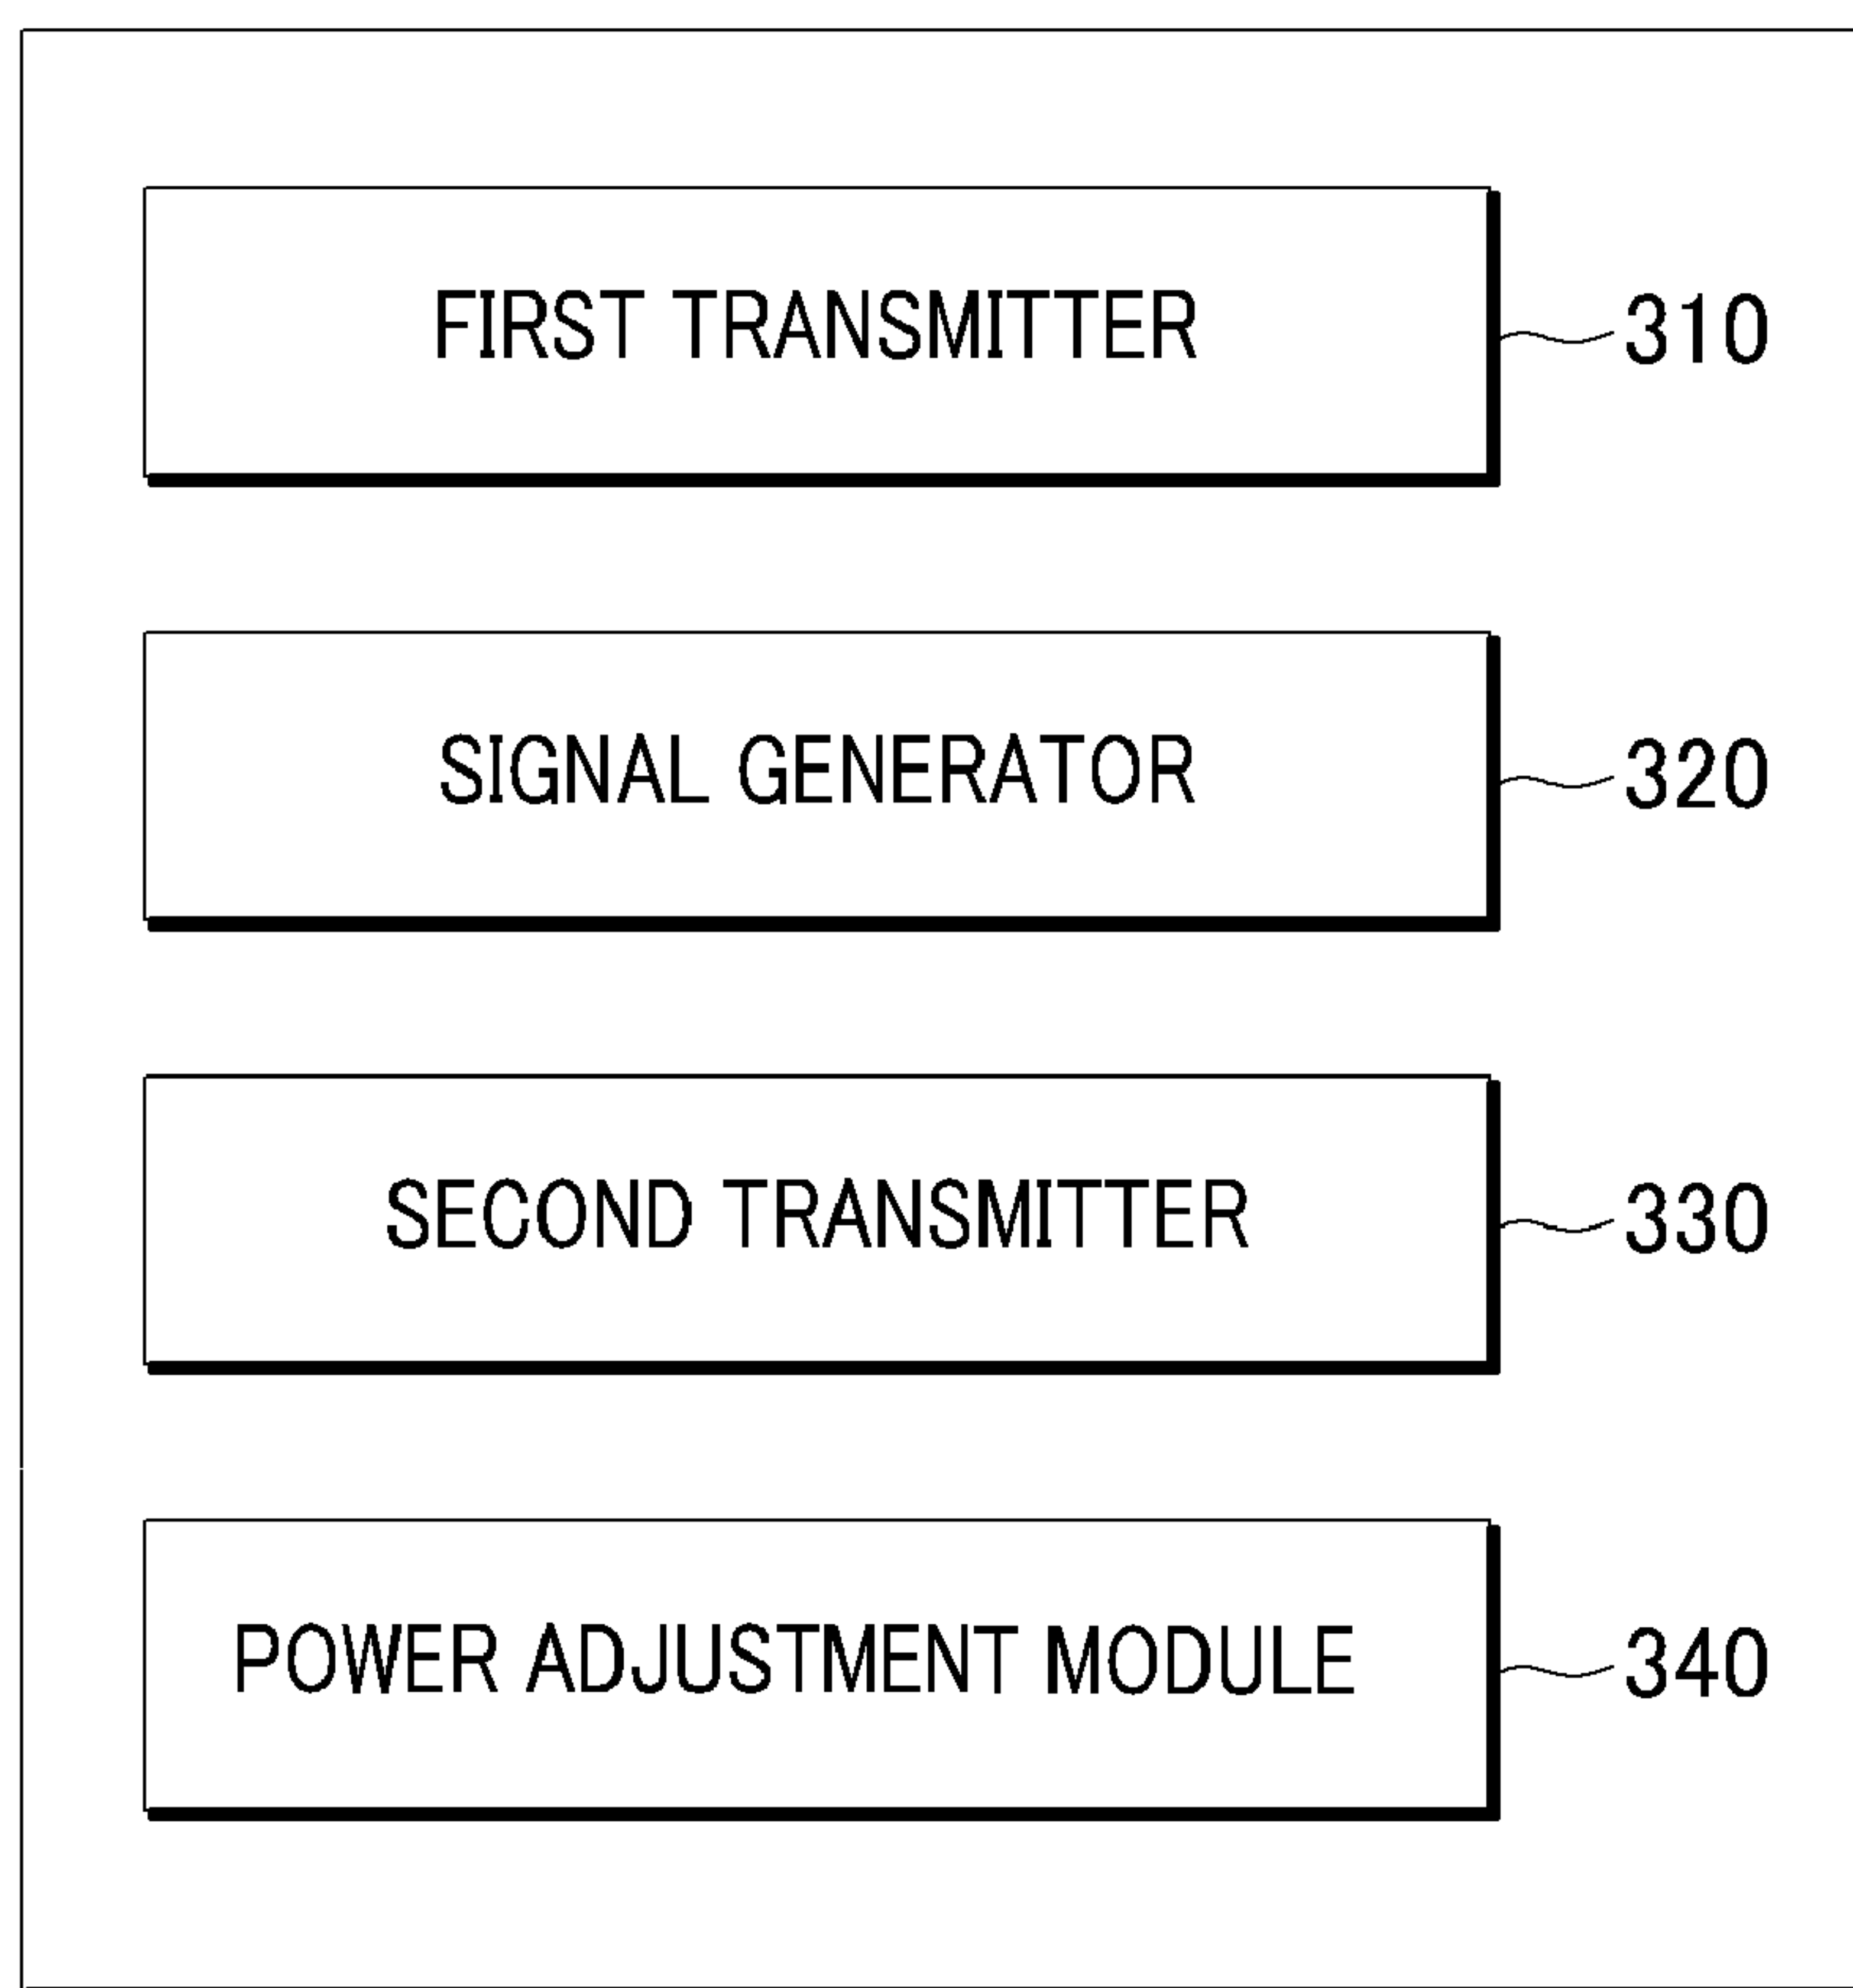 FIRST TRANSMITTER 310
SIGNAL GENERATOR 320
SECOND TRANSMITTER 330
POWER ADJUSTMENT MODULE 340